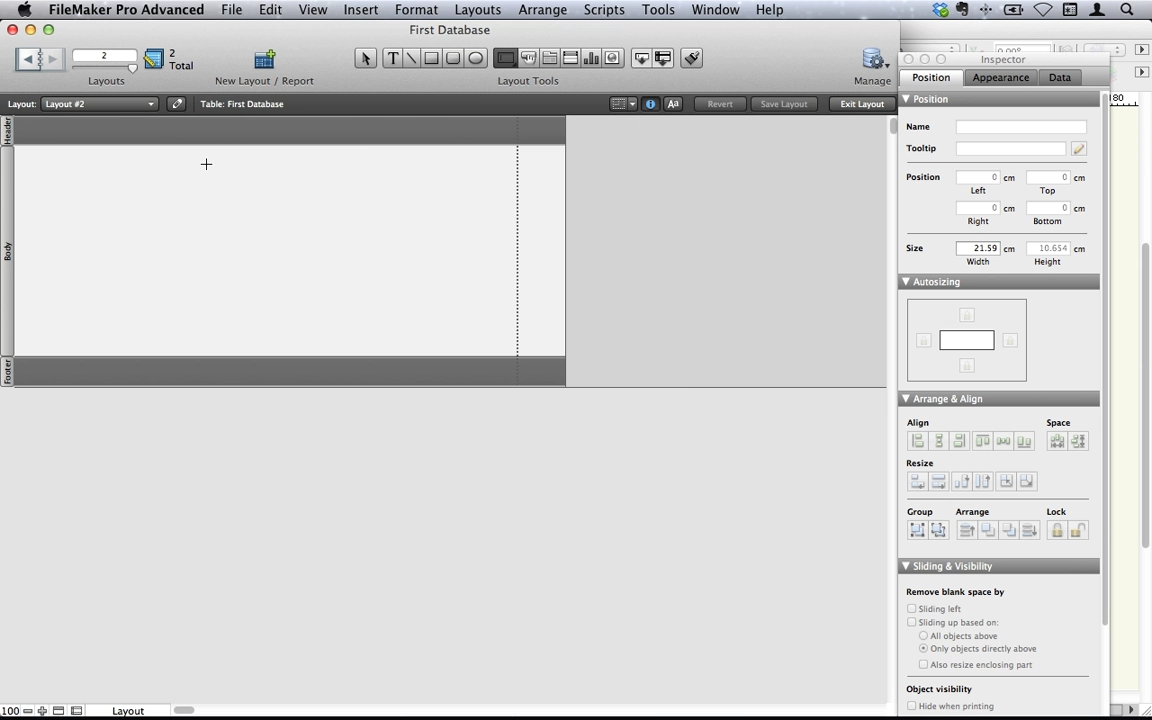 FileMaker Pro Advanced File Edit View Insert Format Layouts Arrange Scripts Tools Window Help
First Database
2
2
Total
Layouts
New Layout / Report
Layout Tools
Manage
Layout: Layout #2
Table: First Database
Aa
Revert
Save Layout
Exit Layout
Header
Body
Footer
100
Layout
Inspector
Position Appearance Data
Position
Name
Tooltip
Position 0 cm 0 cm
Left Top
0 cm 0 cm
Right Bottom
Size 21.59 cm 10.654 cm
Width Height
Autosizing
Arrange & Align
Align Space
Resize
Group Arrange Lock
Sliding & Visibility
Remove blank space by
Sliding left
Sliding up based on:
All objects above
Only objects directly above
Also resize enclosing part
Object visibility
Hide when printing